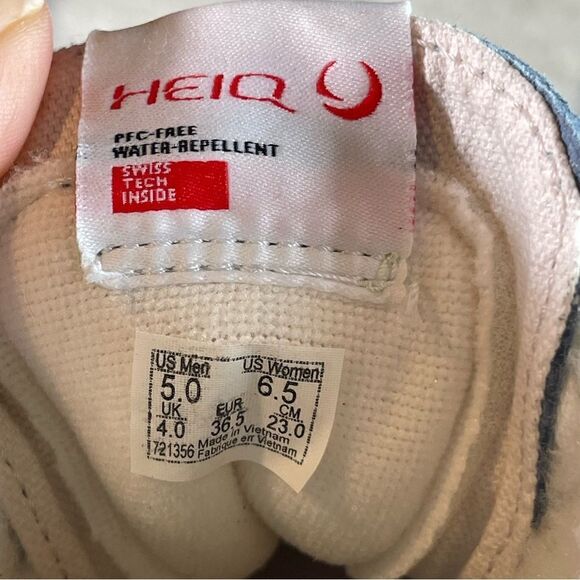 HEIQ
PFC-FREE
WATER-REPELLENT
SWISS
TECH
INSIDE
US Men US Women
5.0 6.5
UK EUR CM
4.0 36.5 23.0
721356 Made in Vietnam
Fabriqué en Vietnam